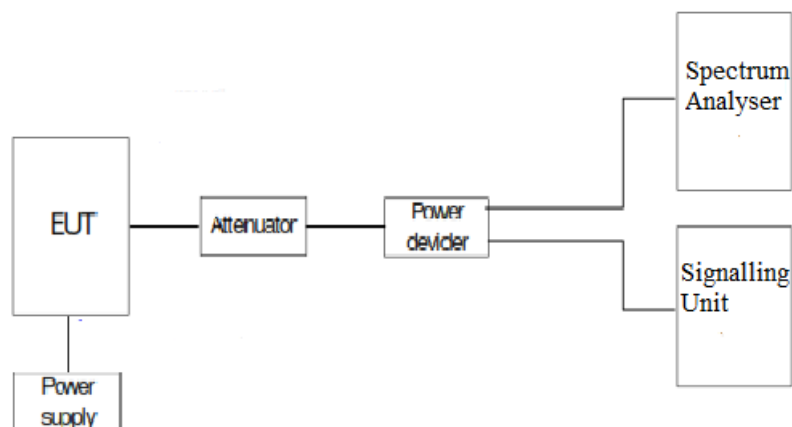 Spectrum
Analyser
EUT
Attenuator
Power
devider
Signalling
Unit
Power
supply